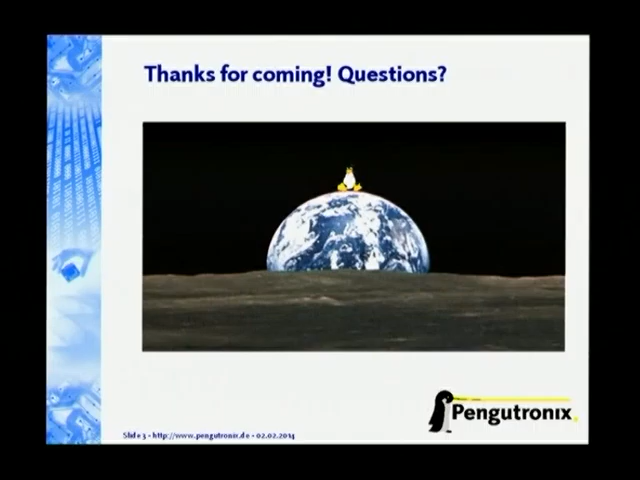 Thanks for coming! Questions?
Pengutronix
Slide 3 - http://www.pengutronix.de - 02.02.2014